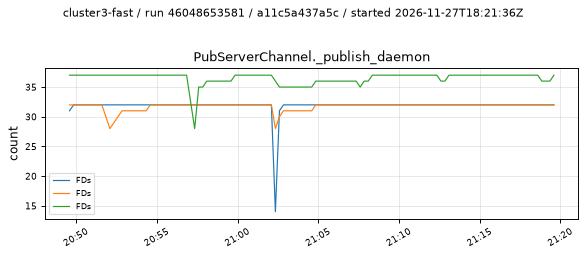 cluster3-fast / run 46048653581 / a11c5a437a5c / started 2026-11-27T18:21:36Z
PubServerChannel._publish_daemon
count
35
30
25
20
15
FDs
FDs
FDs
20:50
20:55
21:00
21:05
21:10
21:15
21:20